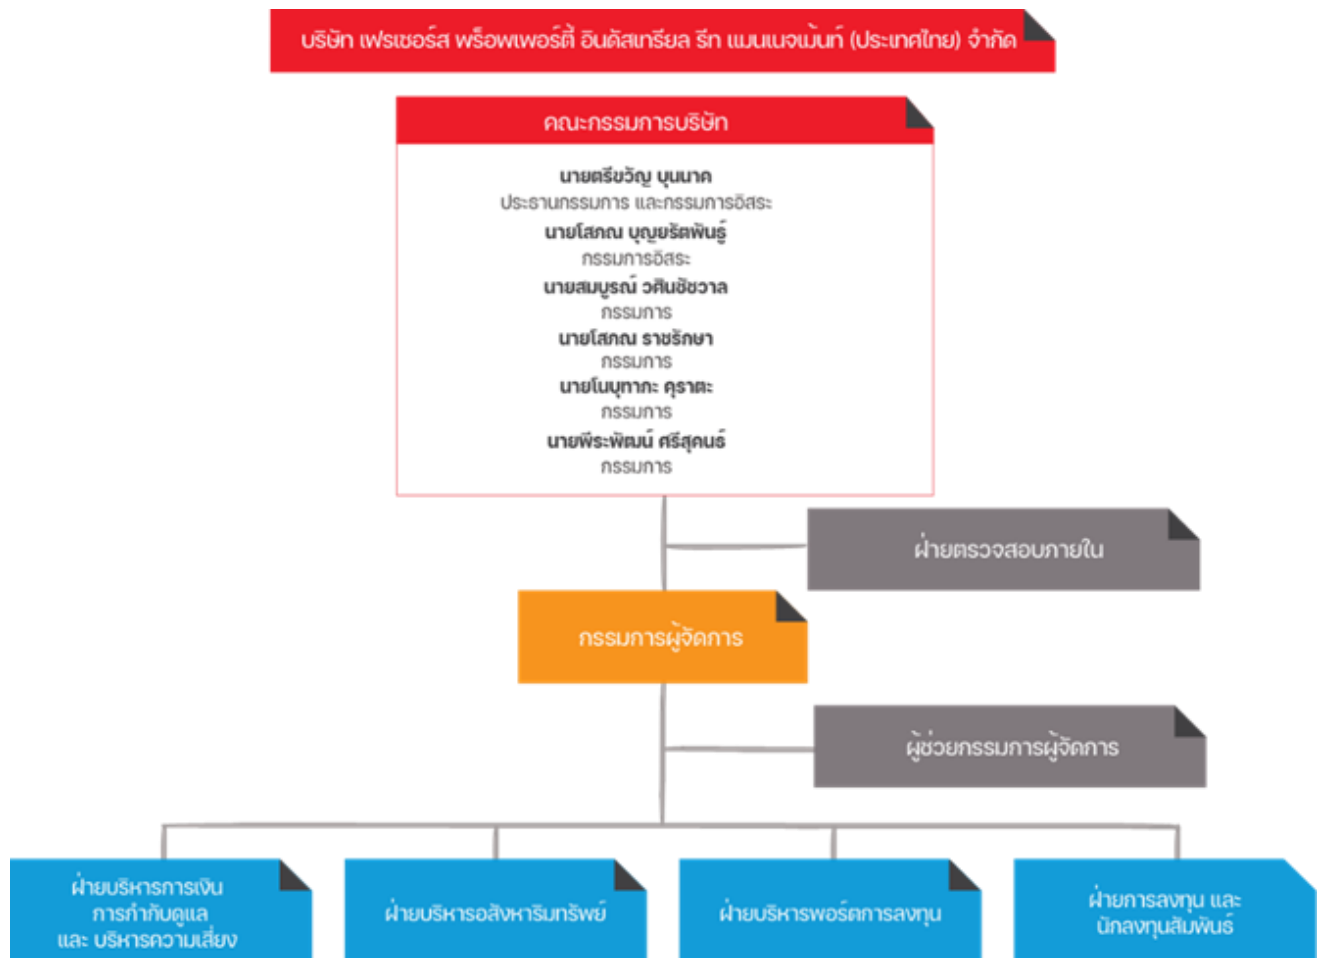 บริษัท เฟรเซอร์ส พร็อพเพอร์ตี้ อินดัสเทรียล รีท แมนเนจเม้นท์ (ประเทศไทย) จำกัด
คณะกรรมการบริษัท
นายตรีขวัญ บุนนาค
ประธานกรรมการ และกรรมการอิสระ
นายโสภณ บุญยรัตพันธุ์
กรรมการอิสระ
นายสมบูรณ์ วศินชัชวาล
กรรมการ
นายโสภณ ราชรักษา
กรรมการ
นายโนบุทากะ คุราตะ
กรรมการ
นายพีระพัฒน์ ศรีสุคนธ์
กรรมการ
ฝ่ายตรวจสอบภายใน
กรรมการผู้จัดการ
ผู้ช่วยกรรมการผู้จัดการ
ฝ่ายบริหารการเงิน
การกำกับดูแล
และ บริหารความเสี่ยง
ฝ่ายบริหารอสังหาริมทรัพย์
ฝ่ายบริหารพอร์ตการลงทุน
ฝ่ายการลงทุน และ
นักลงทุนสัมพันธ์